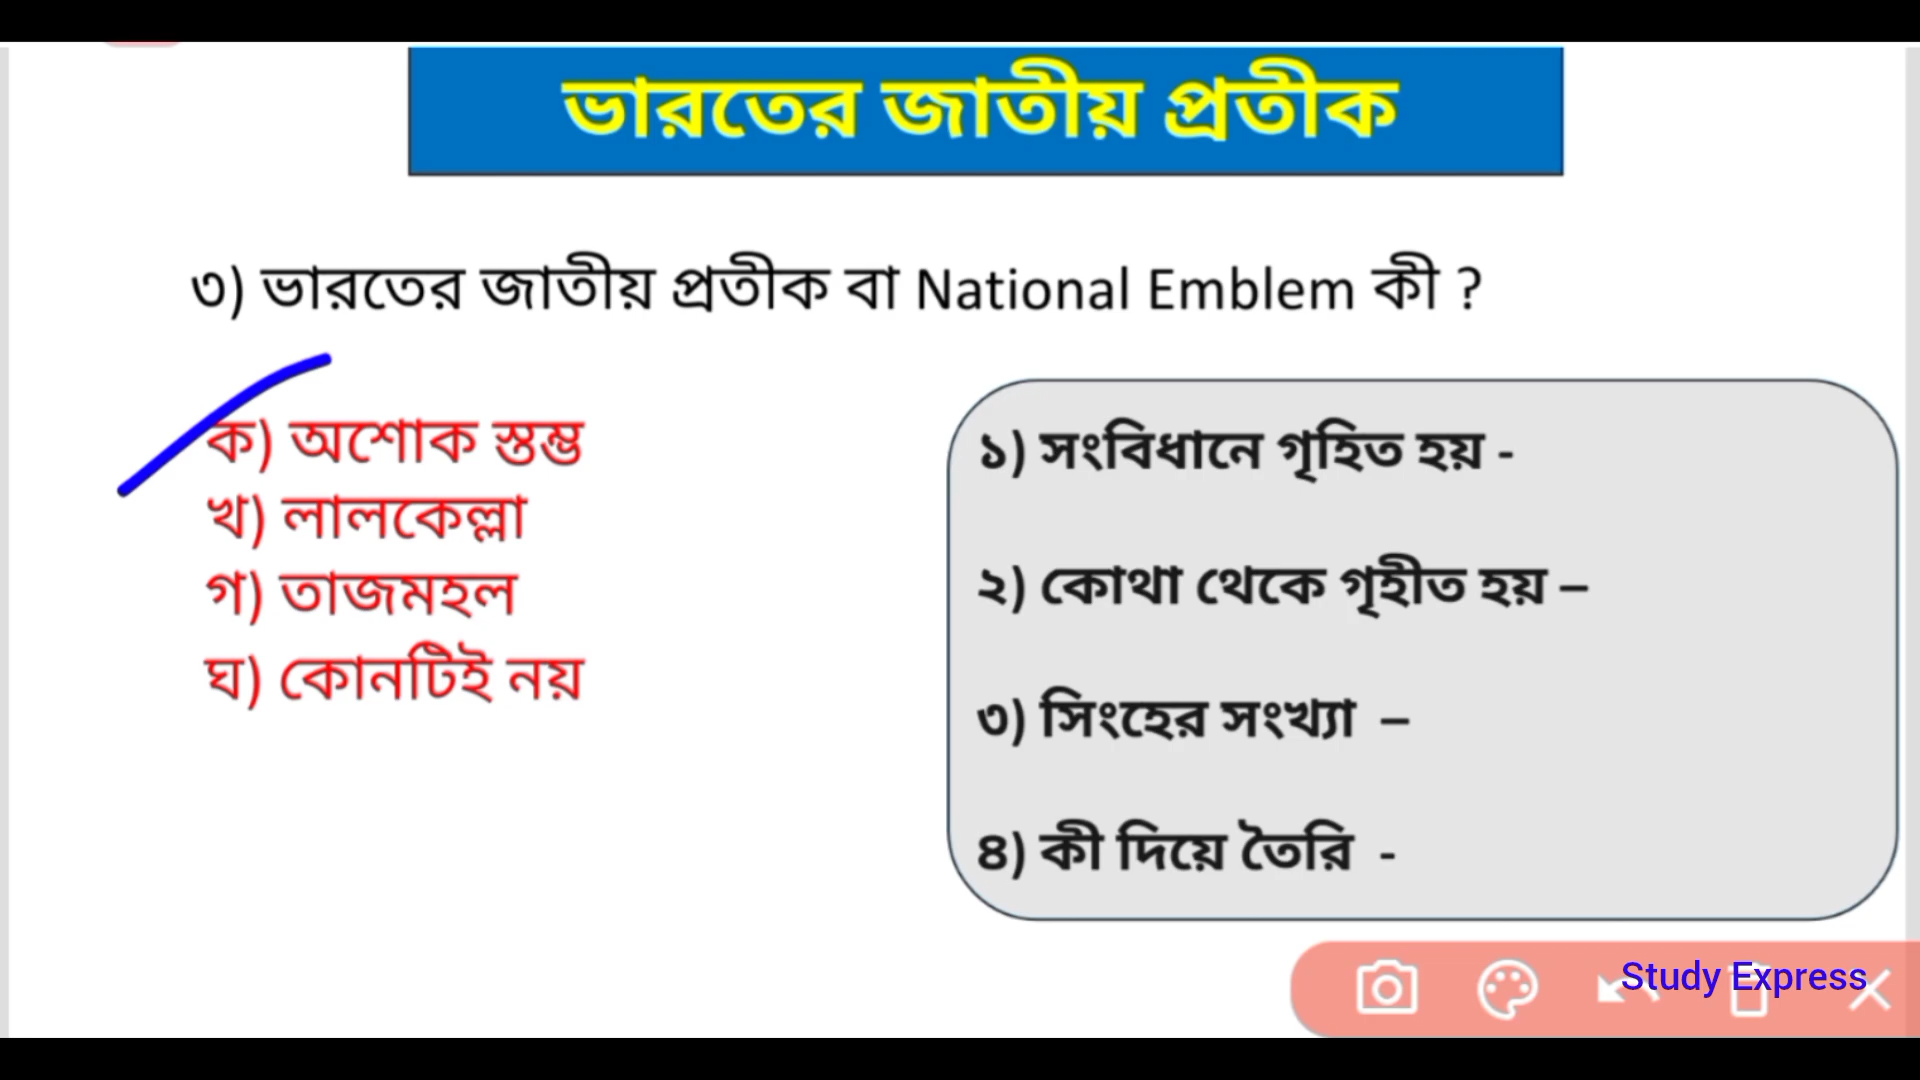 ভারতের জাতীয় প্রতীক
৩) ভারতের জাতীয় প্রতীক বা National Emblem কী ?
ক) অশোক স্তম্ভ
খ) লালকেল্লা
গ) তাজমহল
ঘ) কোনটিই নয়
১) সংবিধানে গৃহিত হয় -
২) কোথা থেকে গৃহীত হয় –
৩) সিংহের সংখ্যা –
৪) কী দিয়ে তৈরি -
Study Express